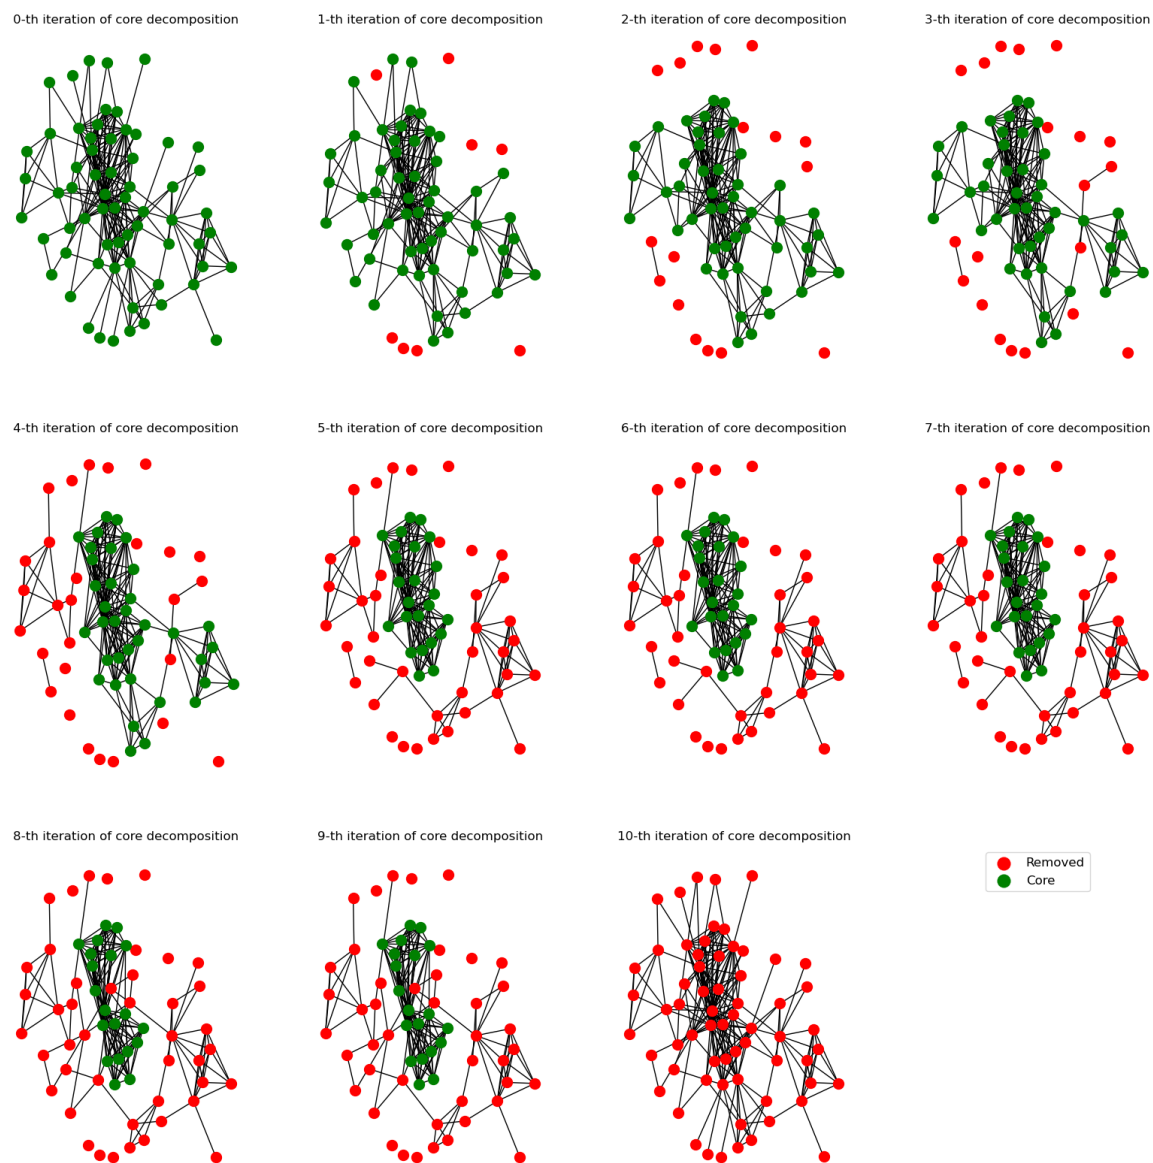 0-th iteration of core decomposition
1-th iteration of core decomposition
2-th iteration of core decomposition
3-th iteration of core decomposition
4-th iteration of core decomposition
5-th iteration of core decomposition
6-th iteration of core decomposition
7-th iteration of core decomposition
8-th iteration of core decomposition
9-th iteration of core decomposition
10-th iteration of core decomposition
Removed
Core